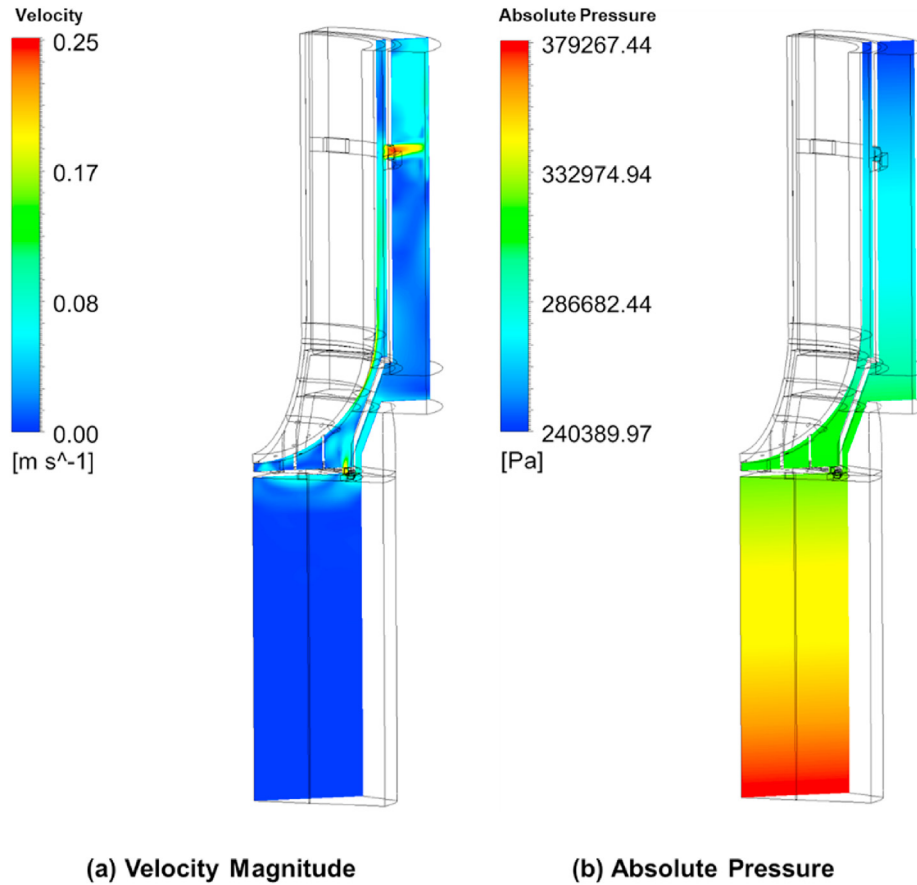 Velocity
0.25
0.17
0.08
0.00
[m s^-1]
Absolute Pressure
379267.44
332974.94
286682.44
240389.97
[Pa]
(a) Velocity Magnitude
(b) Absolute Pressure